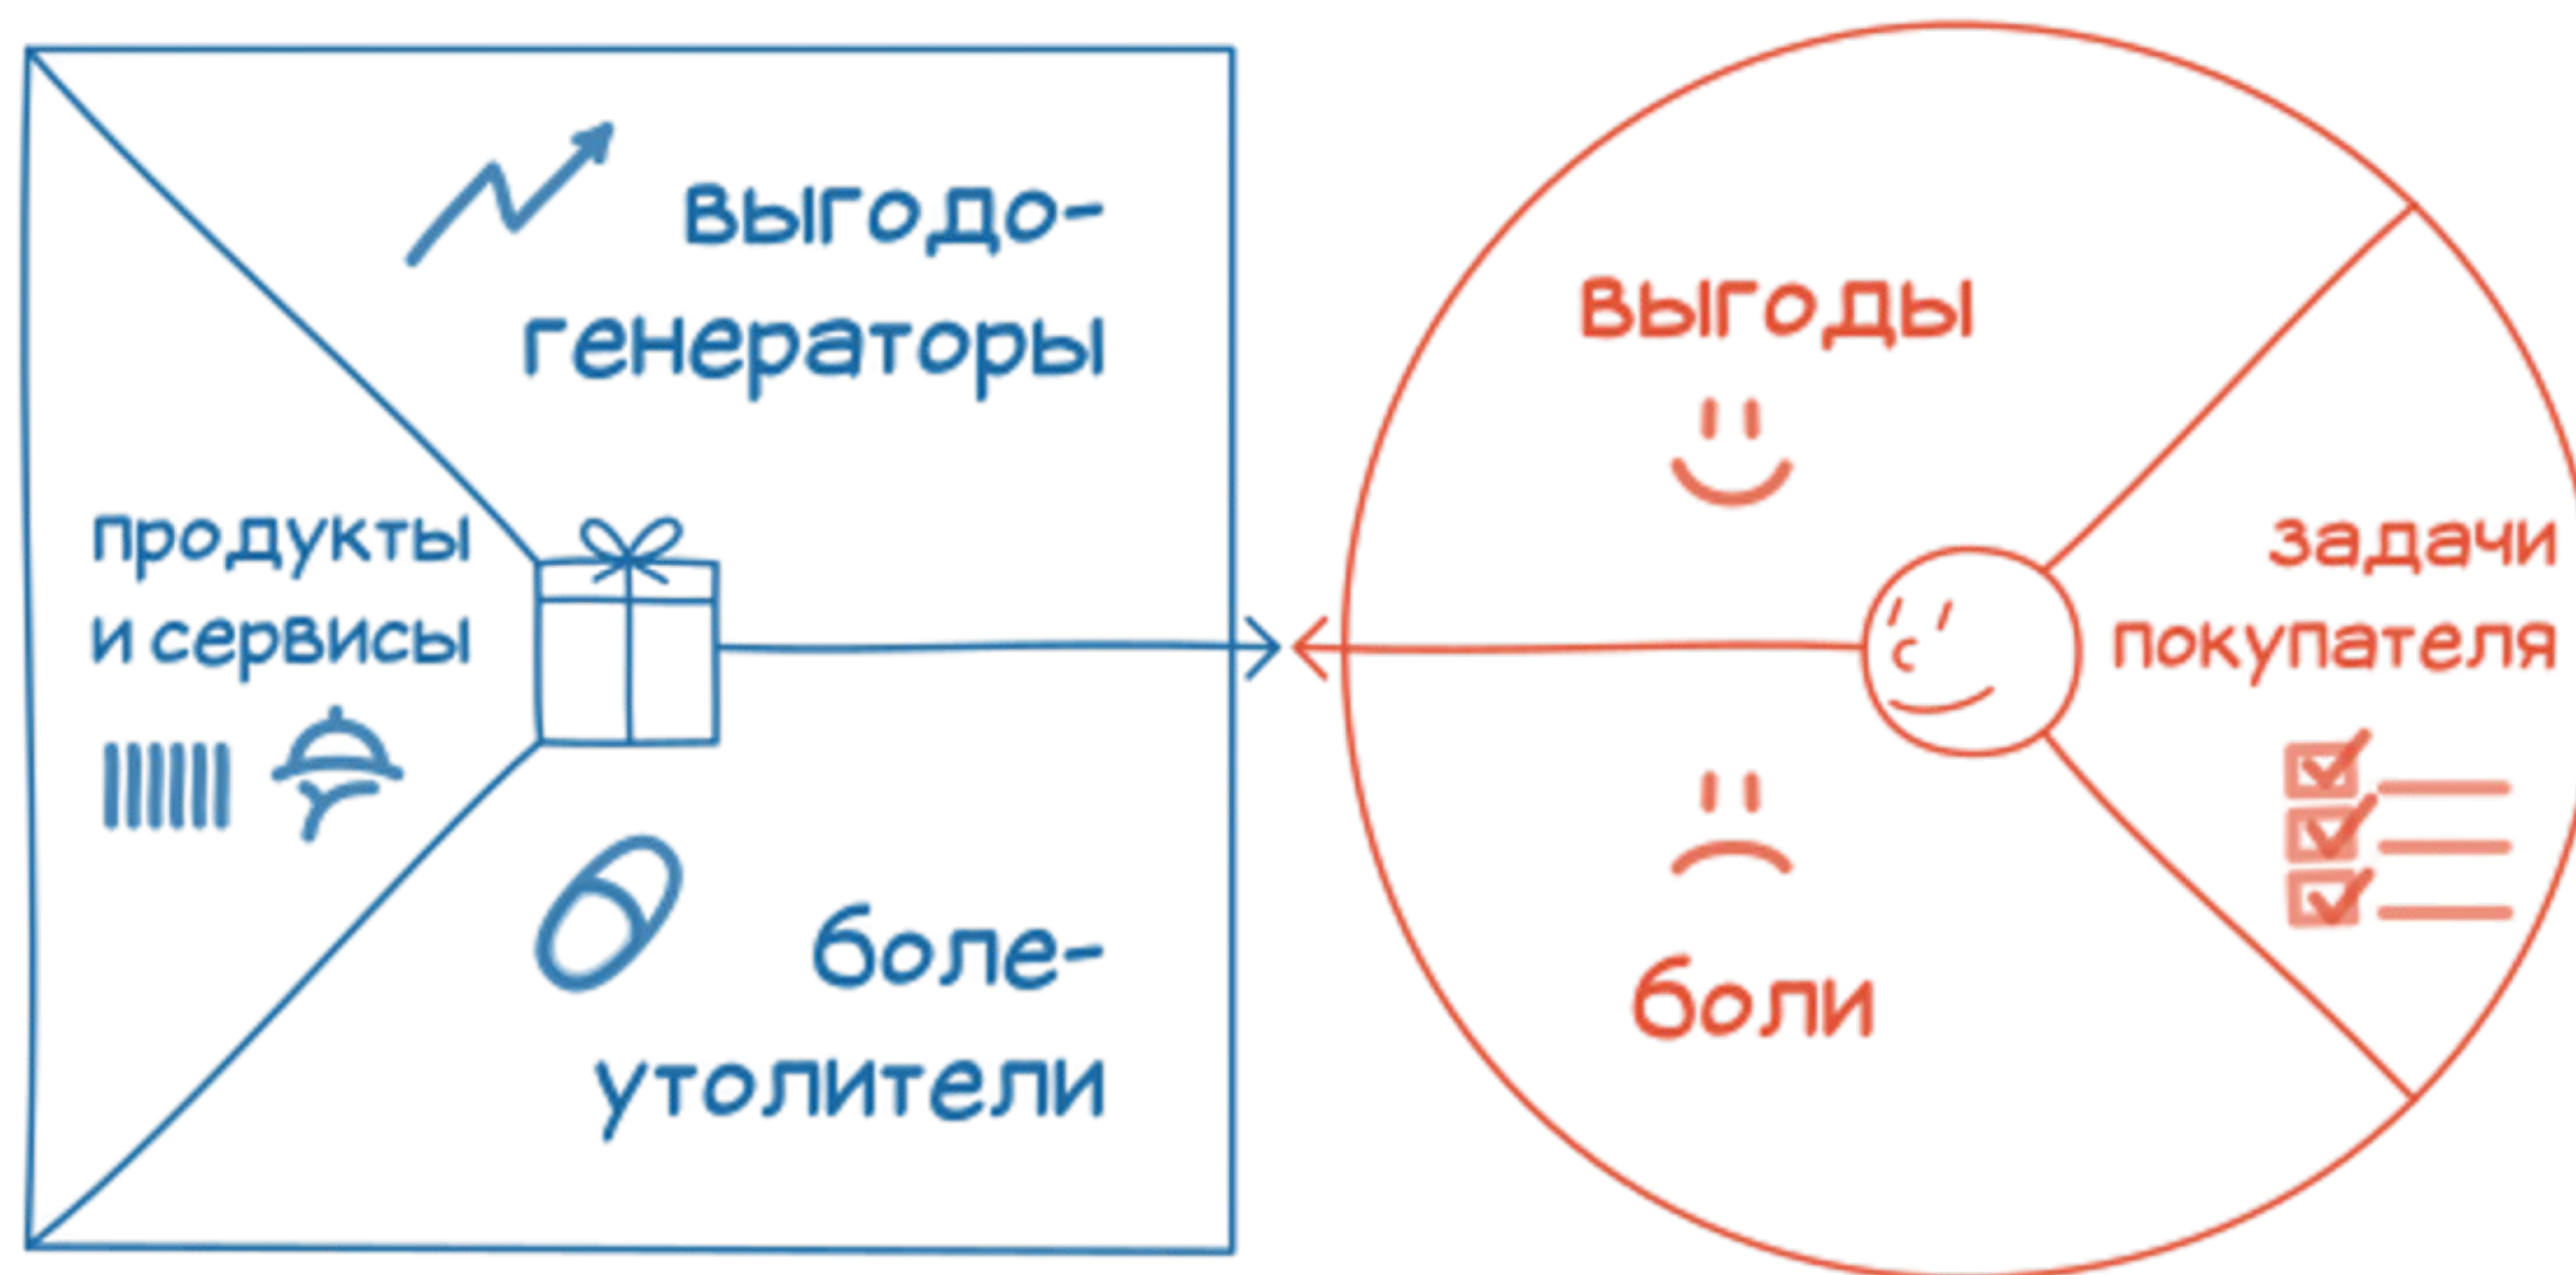 выгодо-
генераторы
продукты
и сервисы
боле-
утолители
выгоды
задачи
покупателя
боли